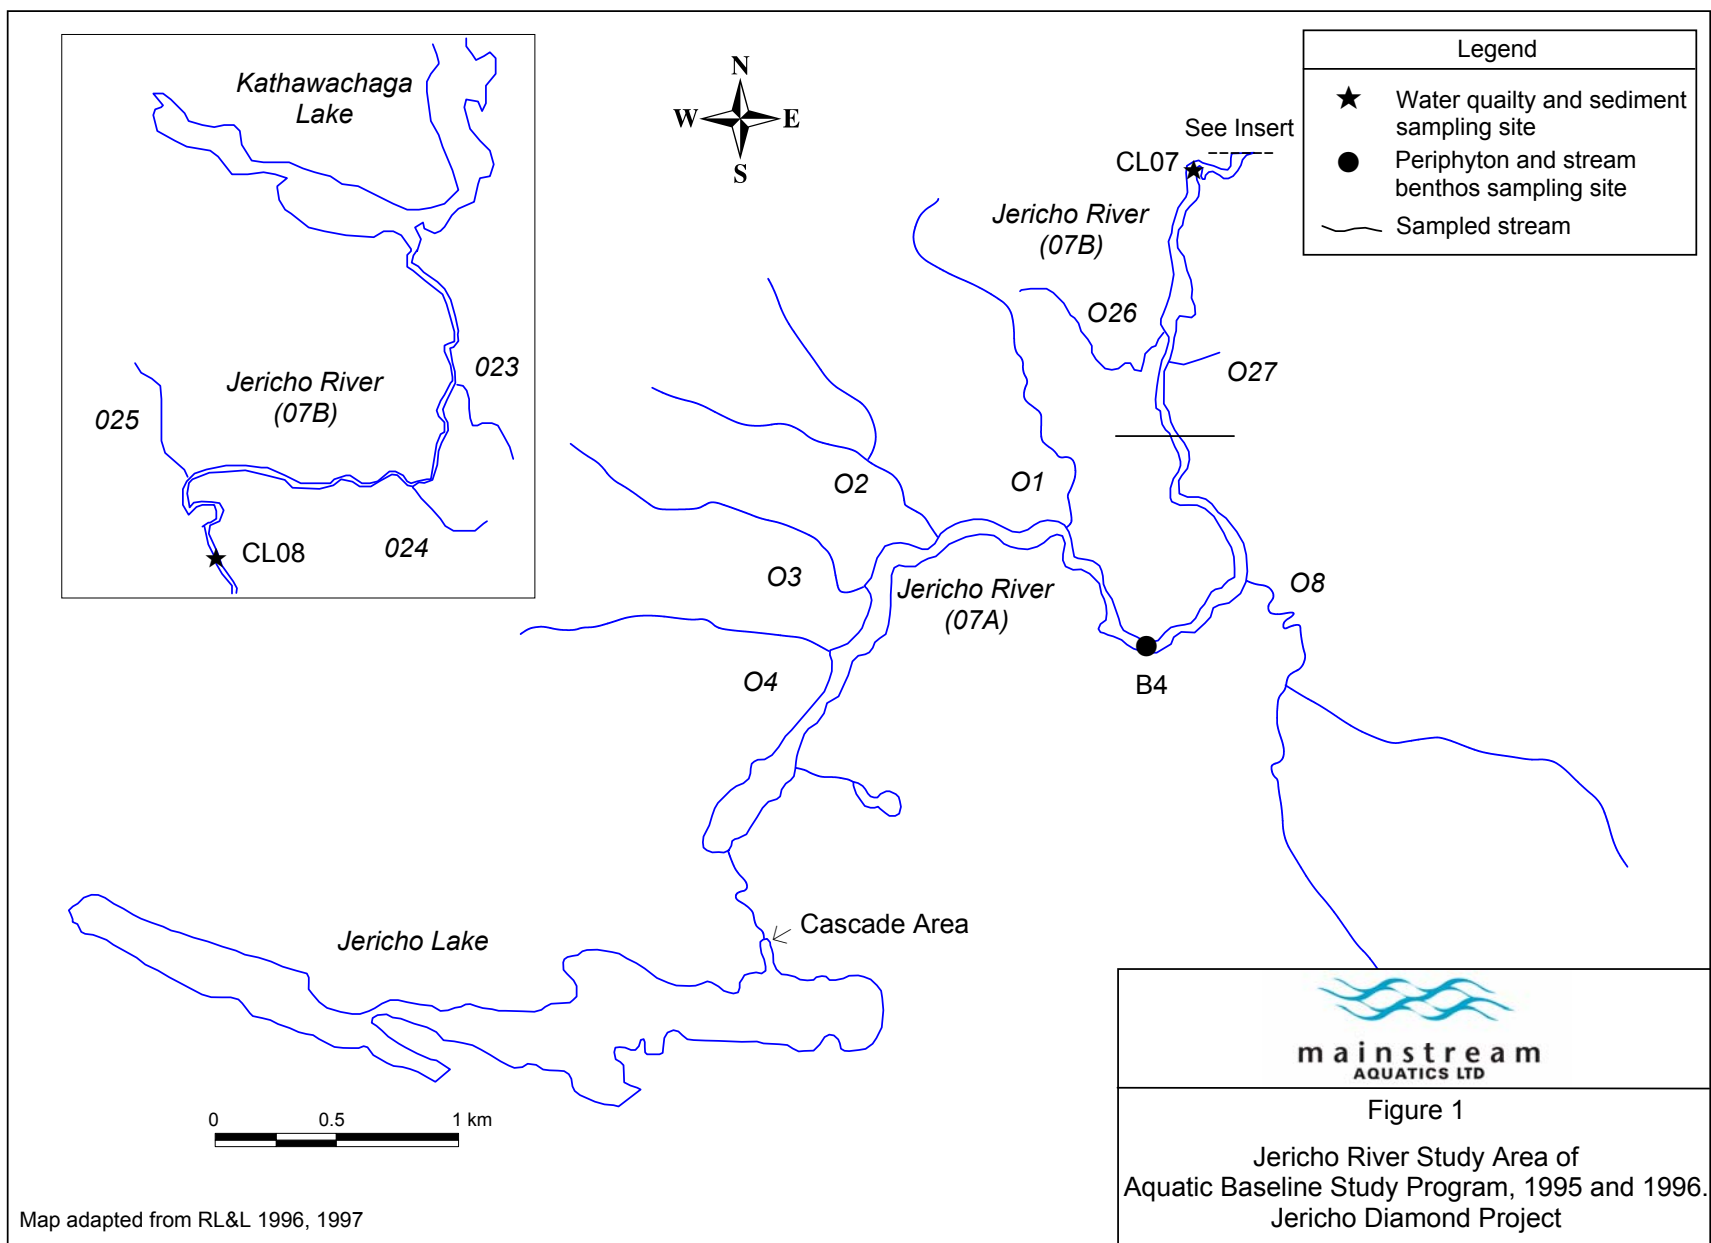 Kathawachaga
Lake
Jericho River
(07B)
023
025
024
CL08
N
W
E
S
See Insert
CL07
Jericho River
(07B)
O26
O27
O2
O1
O3
Jericho River
(07A)
O8
O4
B4
Jericho Lake
Cascade Area
0 0.5 1 km
Map adapted from RL&L 1996, 1997
Legend
Water quailty and sediment
sampling site
Periphyton and stream
benthos sampling site
Sampled stream
mainstream
AQUATICS LTD
Figure 1
Jericho River Study Area of
Aquatic Baseline Study Program, 1995 and 1996.
Jericho Diamond Project